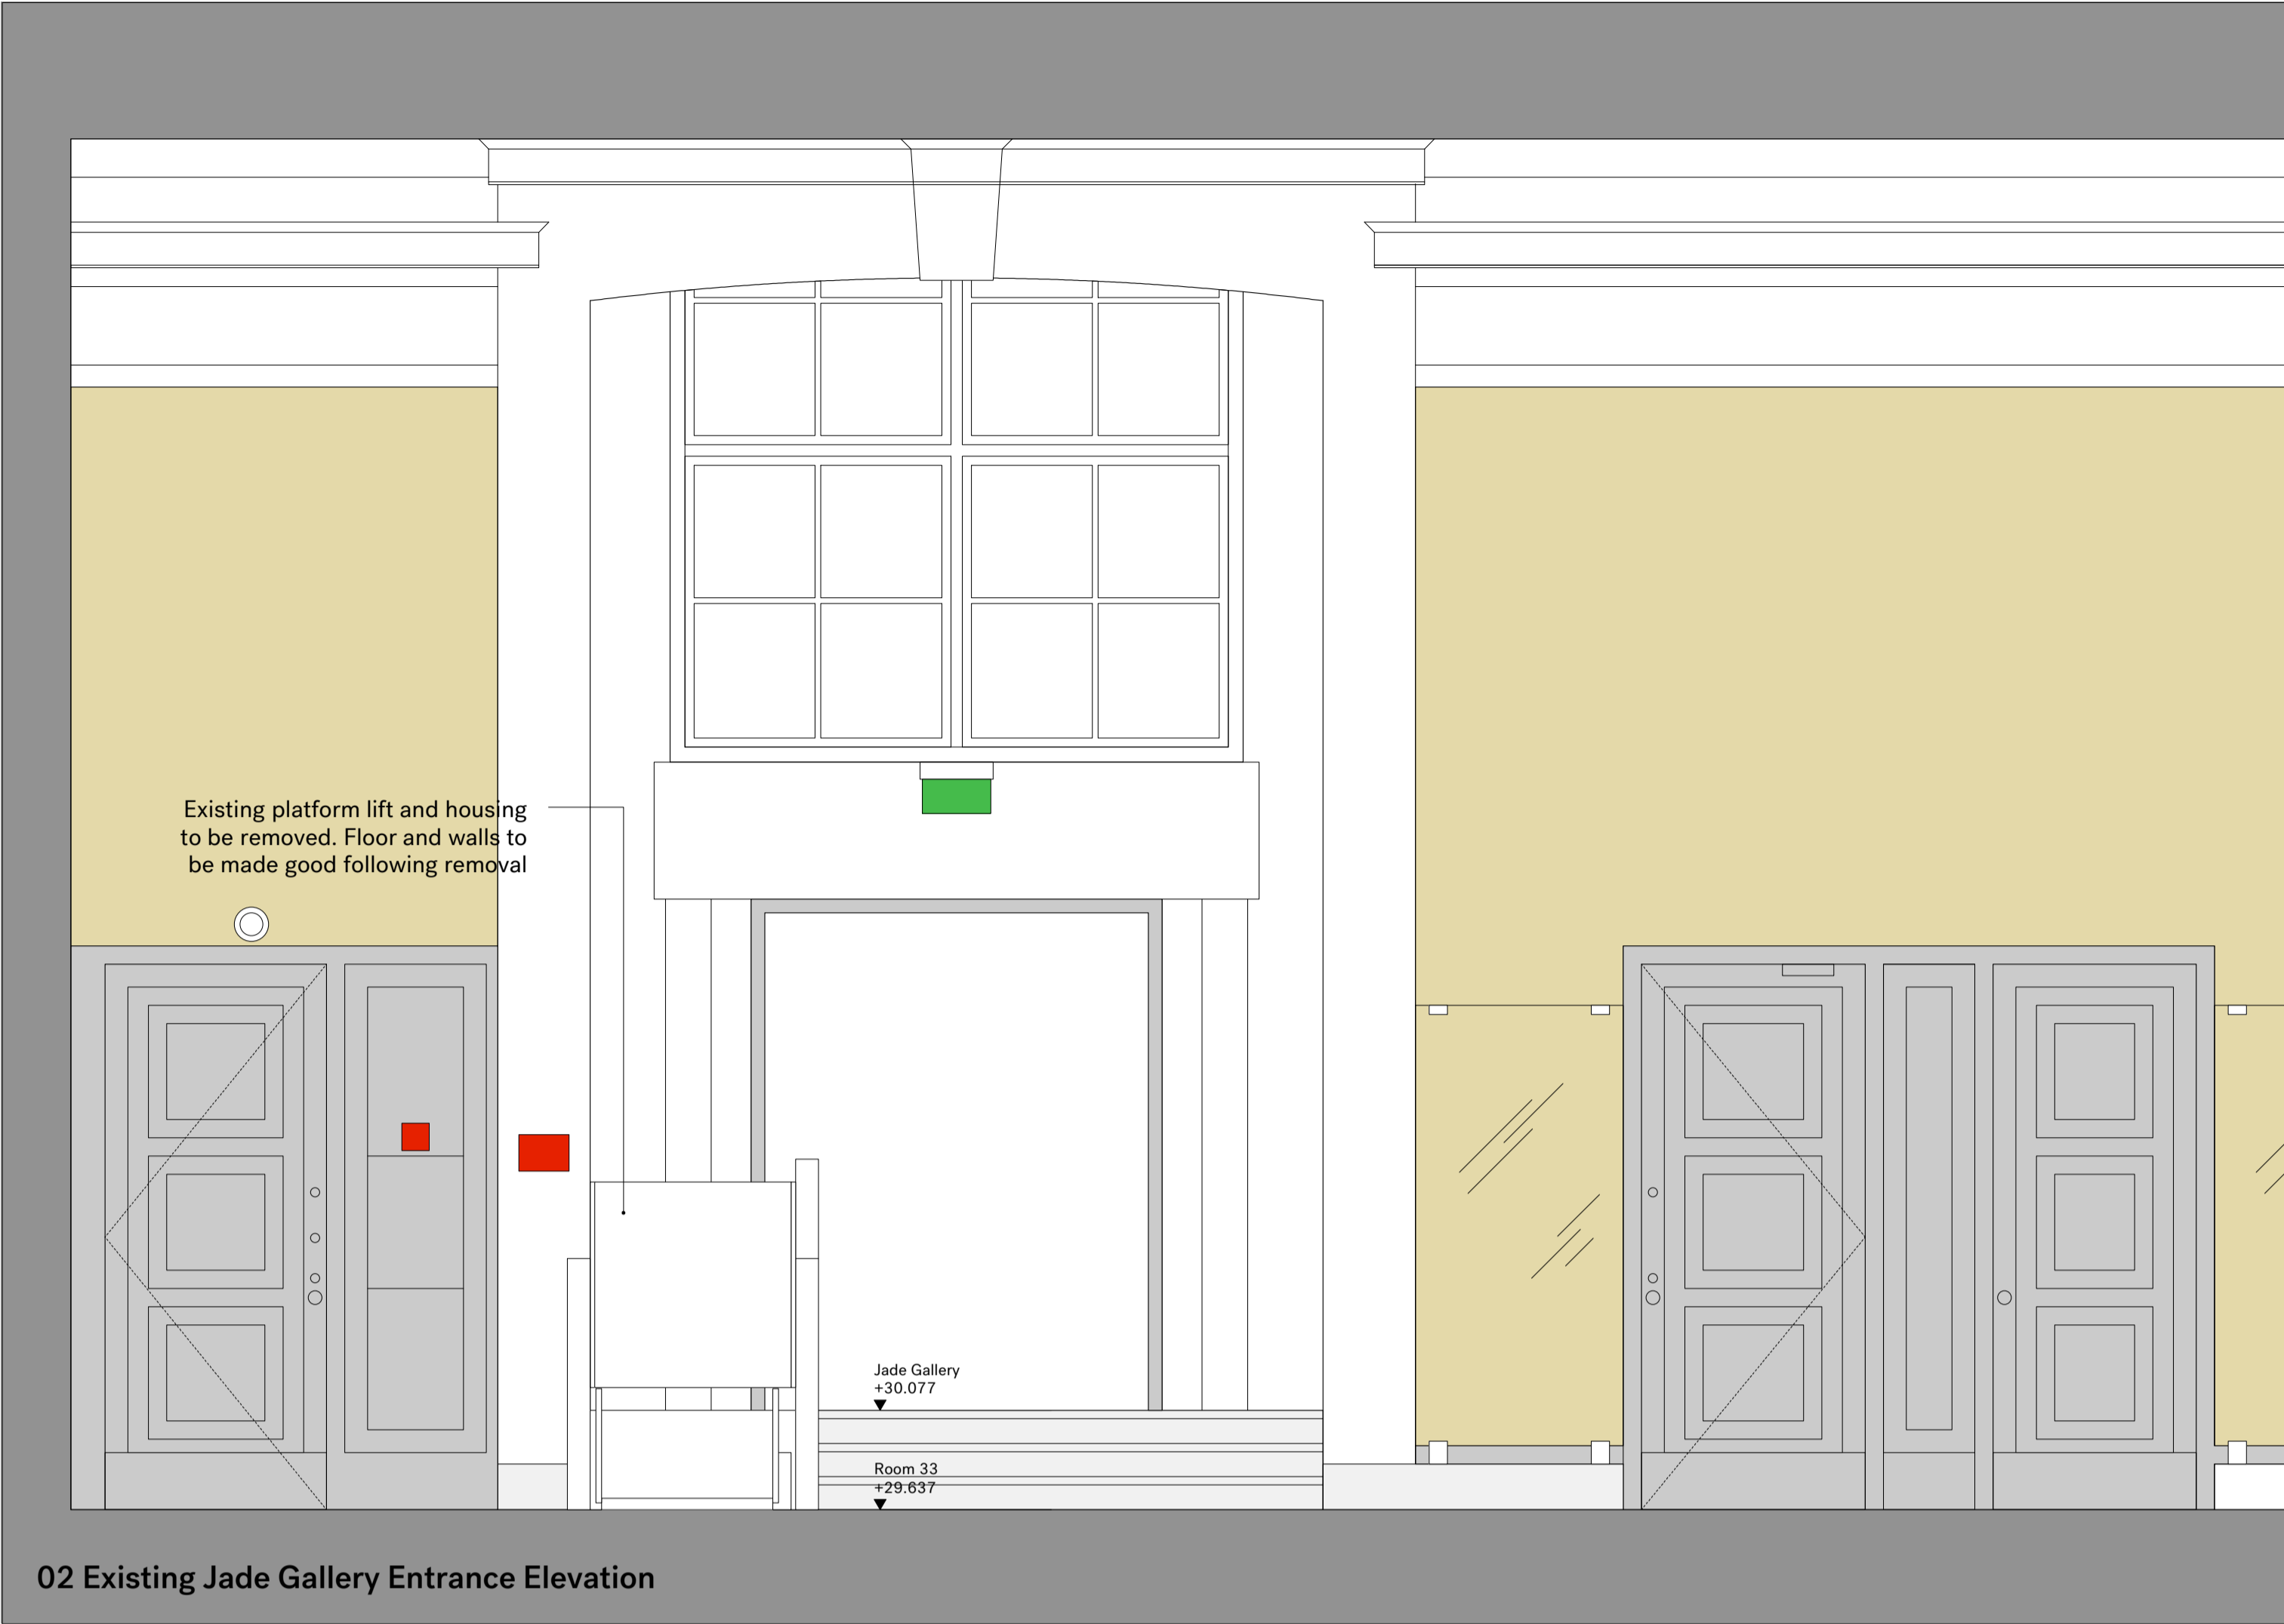 Existing platform lift and housing
to be removed. Floor and walls to
be made good following removal
Jade Gallery
+30.077
Room 33
+29.637
02 Existing Jade Gallery Entrance Elevation